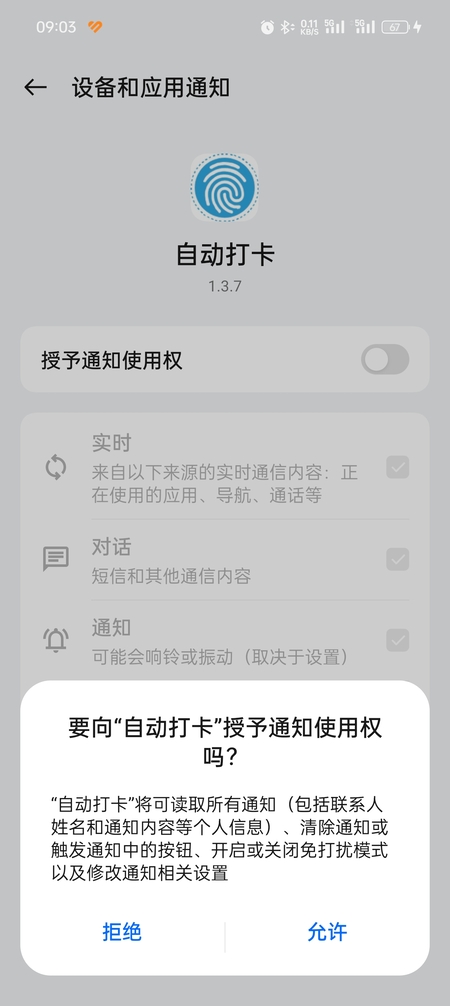 09:03
0.11
KB/S
5G
5G
67
设备和应用通知
自动打卡
1.3.7
授予通知使用权
实时
来自以下来源的实时通信内容：正
在使用的应用、导航、通话等
对话
短信和其他通信内容
通知
可能会响铃或振动（取决于设置）
要向“自动打卡”授予通知使用权
吗？
“自动打卡”将可读取所有通知（包括联系人
姓名和通知内容等个人信息）、清除通知或
触发通知中的按钮、开启或关闭免打扰模式
以及修改通知相关设置
拒绝
允许